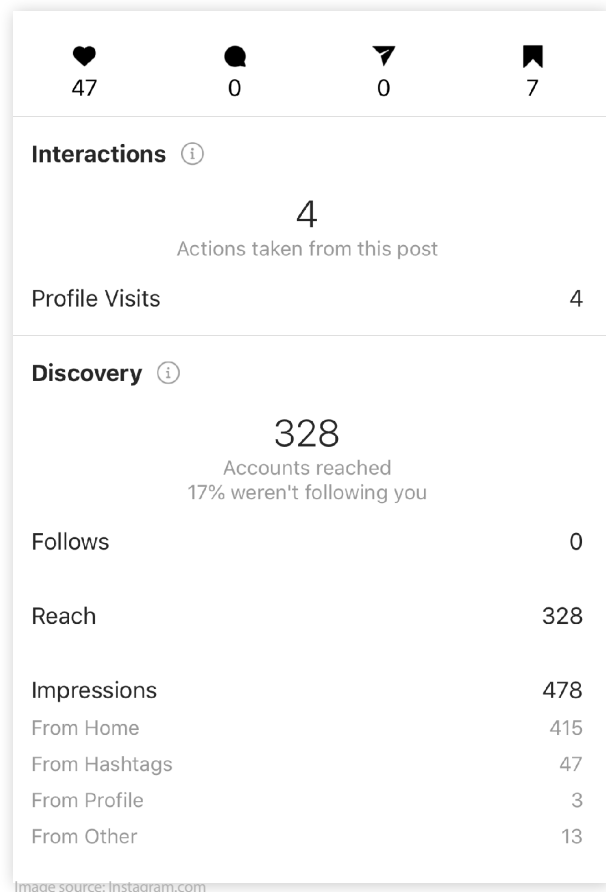 47 0 0 7
Interactions
4
Actions taken from this post
Profile Visits 4
Discovery
328
Accounts reached
17% weren't following you
Follows 0
Reach 328
Impressions 478
From Home 415
From Hashtags 47
From Profile 3
From Other 13
Image source: Instagram.com